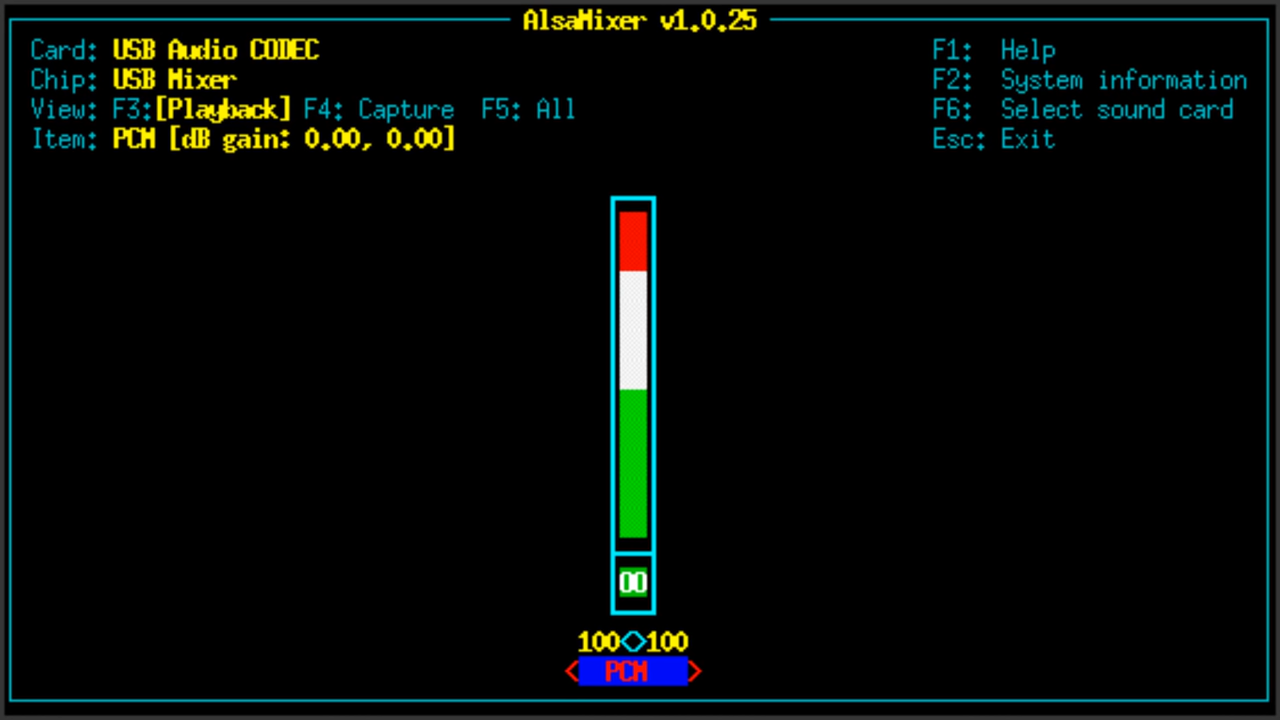 AlsaMixer v1.0.25
Card: USB Audio CODEC
F1: Help
Chip: USB Mixer
F2: System information
View: F3:[Playback] F4: Capture F5: All
F6: Select sound card
Item: PCM [dB gain: 0.00, 0.00]
Esc: Exit
OO
100◇100
<PCM>